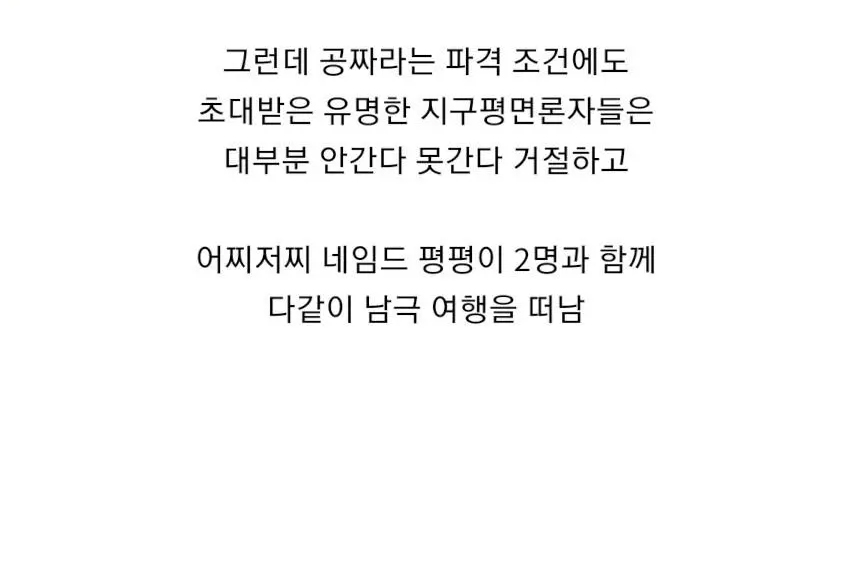 그런데 공짜라는 파격 조건에도
초대받은 유명한 지구평면론자들은
대부분 안간다 못간다 거절하고
어찌저찌 네임드 평평이 2명과 함께
다같이 남극 여행을 떠남